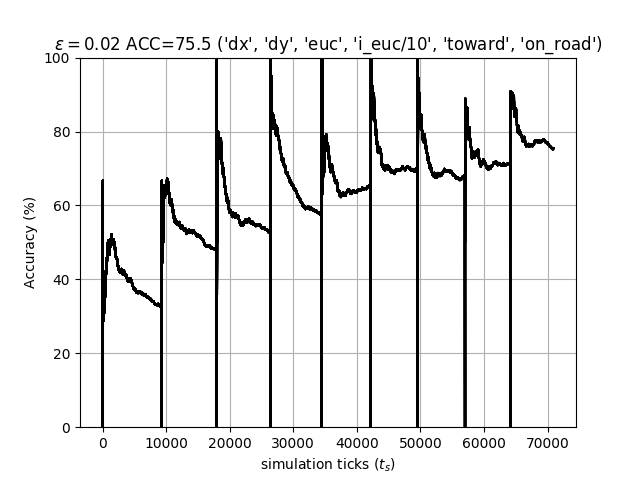 ε = 0.02 ACC=75.5 ('dx', 'dy', 'euc', 'i_euc/10', 'toward', 'on_road')
100
80
60
40
20
0
Accuracy (%)
0 10000 20000 30000 40000 50000 60000 70000
simulation ticks (tₛ)